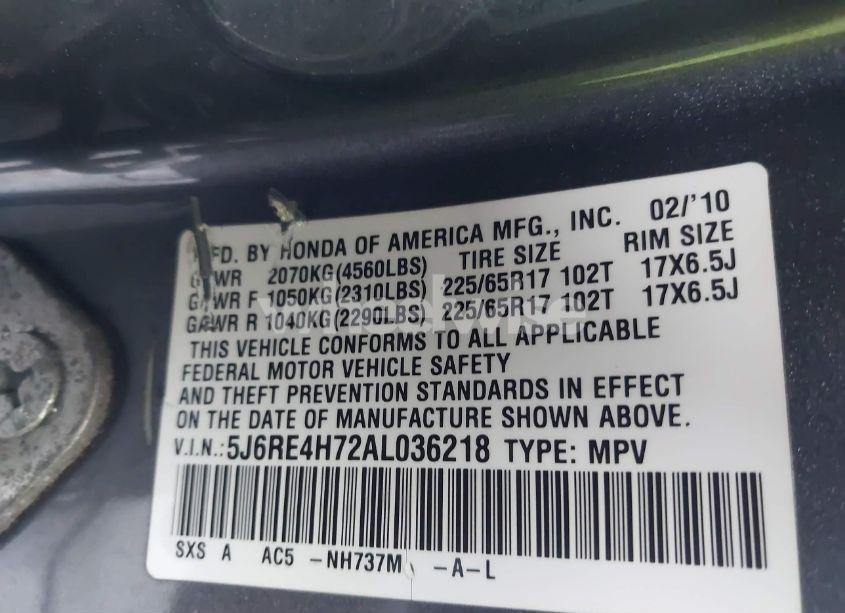 MFD. BY HONDA OF AMERICA MFG., INC. 02/'10
GVWR 2070KG(4560LBS) TIRE SIZE RIM SIZE
GAWR F 1050KG(2310LBS) 225/65R17 102T 17X6.5J
GAWR R 1040KG(2290LBS) 225/65R17 102T 17X6.5J
THIS VEHICLE CONFORMS TO ALL APPLICABLE
FEDERAL MOTOR VEHICLE SAFETY
AND THEFT PREVENTION STANDARDS IN EFFECT
ON THE DATE OF MANUFACTURE SHOWN ABOVE.
V.I.N.:5J6RE4H72AL036218 TYPE: MPV
SXS A AC5 -NH737M -A-L